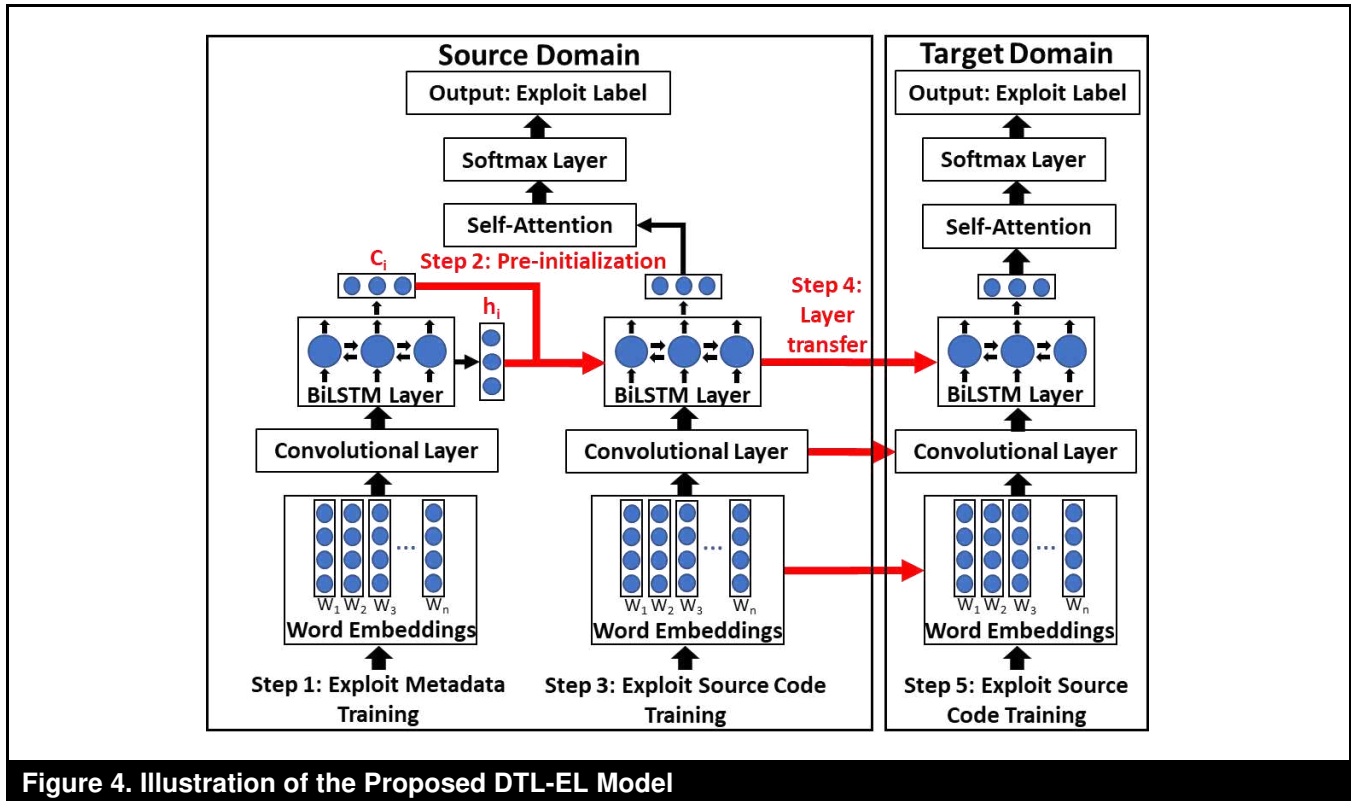 Source Domain
Output: Exploit Label
Softmax Layer
Self-Attention
Step 2: Pre-initialization
Ci
hi
BiLSTM Layer
Convolutional Layer
...
W1 W2 W3 Wn
Word Embeddings
Step 1: Exploit Metadata
Training
BiLSTM Layer
Convolutional Layer
...
W1 W2 W3 Wn
Word Embeddings
Step 3: Exploit Source Code
Training
Step 4:
Layer
transfer
Target Domain
Output: Exploit Label
Softmax Layer
Self-Attention
BiLSTM Layer
Convolutional Layer
...
W1 W2 W3 Wn
Word Embeddings
Step 5: Exploit Source
Code Training
Figure 4. Illustration of the Proposed DTL-EL Model